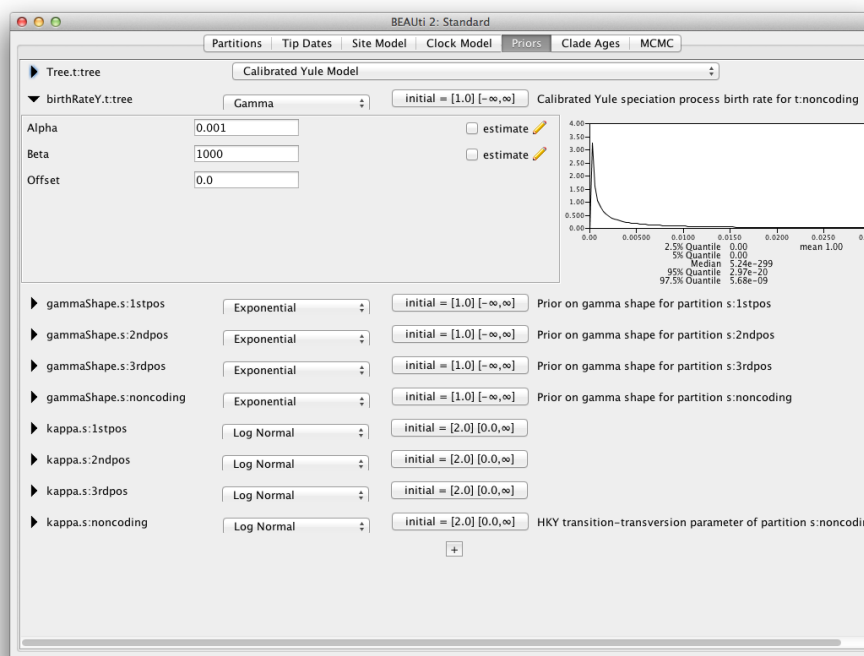 BEAUti 2: Standard
Partitions Tip Dates Site Model Clock Model Priors Clade Ages MCMC
Tree.t:tree Calibrated Yule Model
birthRateY.t:tree Gamma initial = [1.0] [-∞,∞] Calibrated Yule speciation process birth rate for t:noncoding
Alpha 0.001 estimate
Beta 1000 estimate
Offset 0.0
4.00
3.50
3.00
2.50
2.00
1.50
1.00
0.500
0.00
0.00 0.00500 0.0100 0.0150 0.0200 0.0250
2.5% Quantile 0.00 mean 1.00
5% Quantile 0.00
Median 5.24e-299
95% Quantile 2.97e-20
97.5% Quantile 5.68e-09
gammaShape.s:1stpos Exponential initial = [1.0] [-∞,∞] Prior on gamma shape for partition s:1stpos
gammaShape.s:2ndpos Exponential initial = [1.0] [-∞,∞] Prior on gamma shape for partition s:2ndpos
gammaShape.s:3rdpos Exponential initial = [1.0] [-∞,∞] Prior on gamma shape for partition s:3rdpos
gammaShape.s:noncoding Exponential initial = [1.0] [-∞,∞] Prior on gamma shape for partition s:noncoding
kappa.s:1stpos Log Normal initial = [2.0] [0.0,∞]
kappa.s:2ndpos Log Normal initial = [2.0] [0.0,∞]
kappa.s:3rdpos Log Normal initial = [2.0] [0.0,∞]
kappa.s:noncoding Log Normal initial = [2.0] [0.0,∞] HKY transition-transversion parameter of partition s:noncodin
+